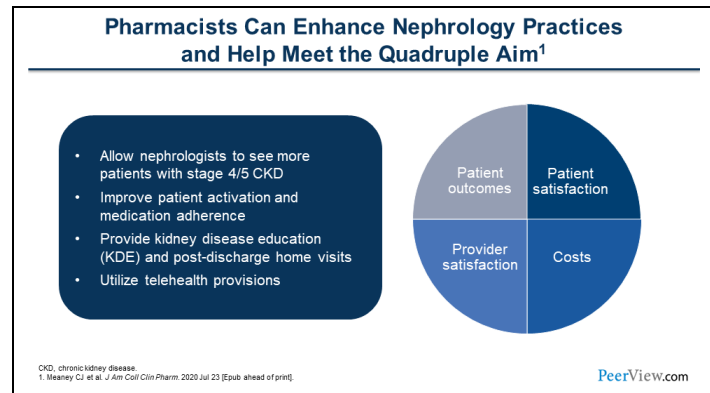 Pharmacists Can Enhance Nephrology Practices
and Help Meet the Quadruple Aim1
• Allow nephrologists to see more
patients with stage 4/5 CKD
• Improve patient activation and
medication adherence
• Provide kidney disease education
(KDE) and post-discharge home visits
• Utilize telehealth provisions
Patient
outcomes
Patient
satisfaction
Provider
satisfaction
Costs
CKD, chronic kidney disease.
1. Meaney CJ et al. J Am Coll Clin Pharm. 2020 Jul 23 [Epub ahead of print].
PeerView.com